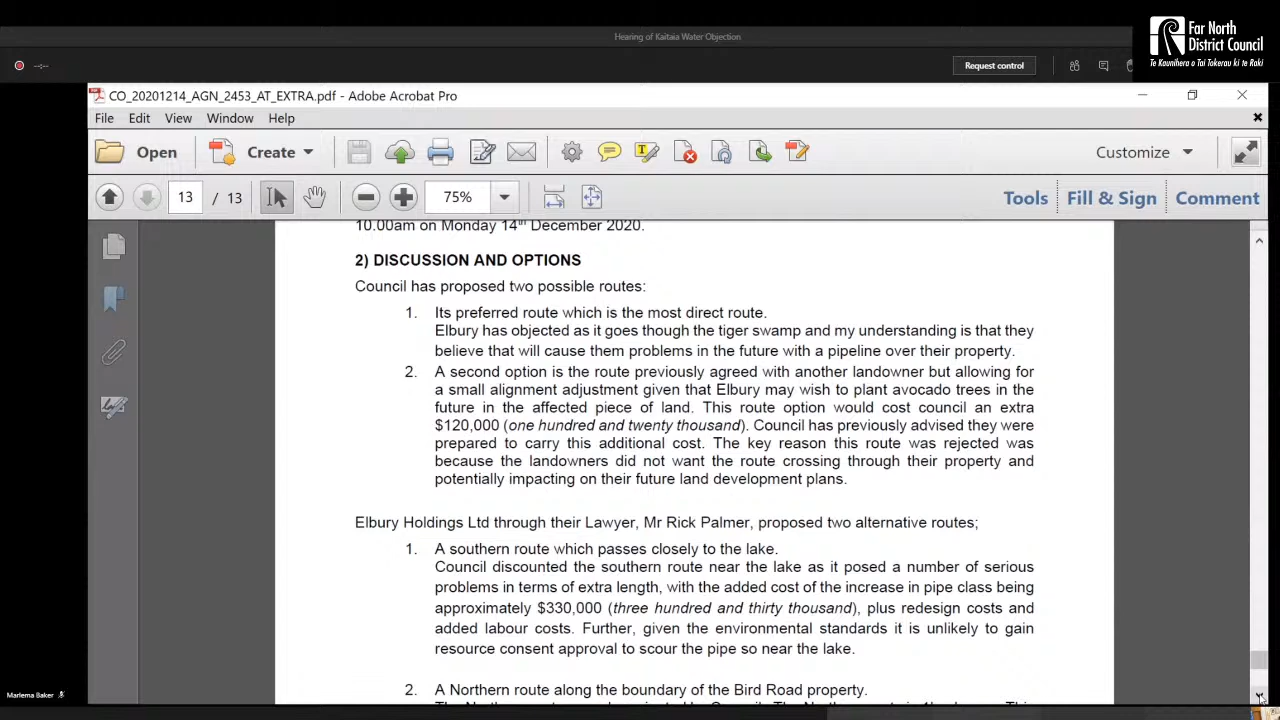 Hearing of Kaitaia Water Objection
Far North
District Council
Te Kaunihera o Tai Tokerau ki te Raki
Request control
CO_20201214_AGN_2453_AT_EXTRA.pdf - Adobe Acrobat Pro
File Edit View Window Help
Open Create Customize
13 / 13 75% Tools Fill & Sign Comment
10.00am on Monday 14th December 2020.
2) DISCUSSION AND OPTIONS
Council has proposed two possible routes:
1. Its preferred route which is the most direct route.
Elbury has objected as it goes though the tiger swamp and my understanding is that they
believe that will cause them problems in the future with a pipeline over their property.
2. A second option is the route previously agreed with another landowner but allowing for
a small alignment adjustment given that Elbury may wish to plant avocado trees in the
future in the affected piece of land. This route option would cost council an extra
$120,000 (one hundred and twenty thousand). Council has previously advised they were
prepared to carry this additional cost. The key reason this route was rejected was
because the landowners did not want the route crossing through their property and
potentially impacting on their future land development plans.
Elbury Holdings Ltd through their Lawyer, Mr Rick Palmer, proposed two alternative routes;
1. A southern route which passes closely to the lake.
Council discounted the southern route near the lake as it posed a number of serious
problems in terms of extra length, with the added cost of the increase in pipe class being
approximately $330,000 (three hundred and thirty thousand), plus redesign costs and
added labour costs. Further, given the environmental standards it is unlikely to gain
resource consent approval to scour the pipe so near the lake.
2. A Northern route along the boundary of the Bird Road property.
Marlema Baker